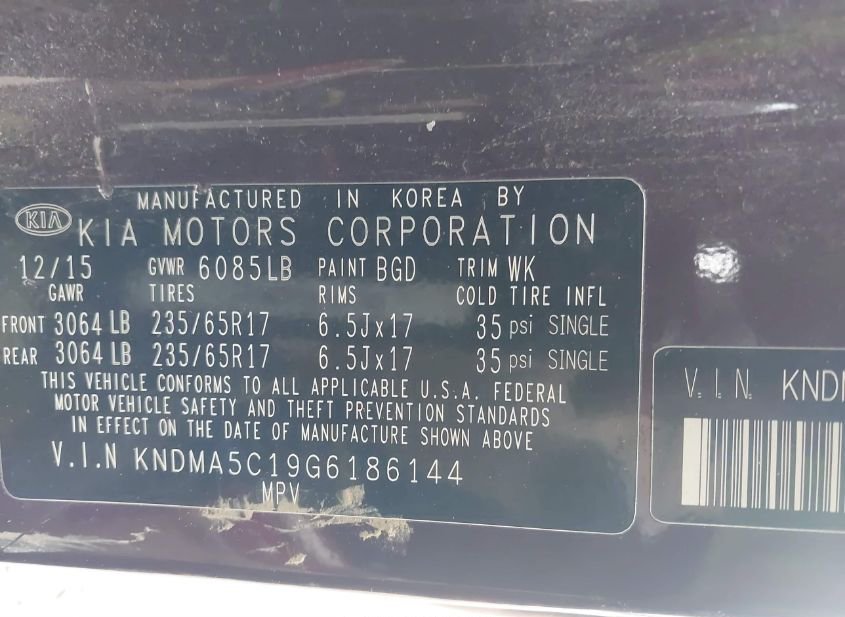 MANUFACTURED IN KOREA BY
KIA KIA MOTORS CORPORATION
12/15 GVWR 6085LB PAINT BGD TRIM WK
GAWR TIRES RIMS COLD TIRE INFL
FRONT 3064 LB 235/65R17 6.5Jx17 35 psi SINGLE
REAR 3064 LB 235/65R17 6.5Jx17 35 psi SINGLE
THIS VEHICLE CONFORMS TO ALL APPLICABLE U.S.A. FEDERAL
MOTOR VEHICLE SAFETY AND THEFT PREVENTION STANDARDS
IN EFFECT ON THE DATE OF MANUFACTURE SHOWN ABOVE
V.I.N KNDMA5C19G6186144
MPV
V.I.N. KND